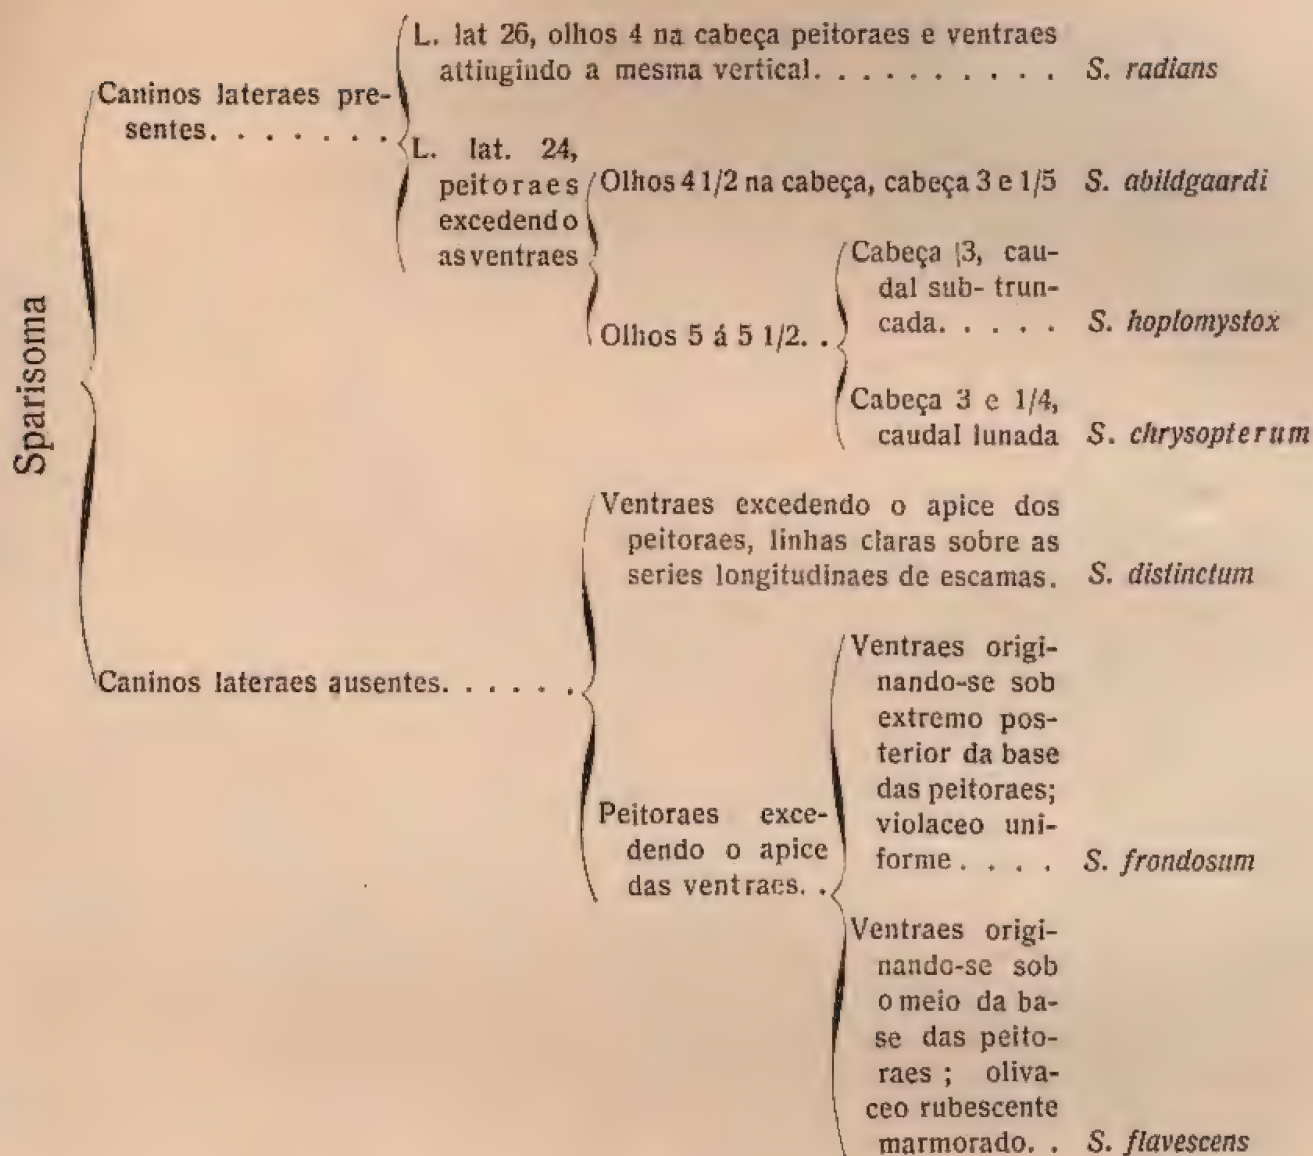 Sparisoma
Caninos lateraes pre-
sentes. . . . . . .
L. lat 26, olhos 4 na cabeça peitoraes e ventraes
attingindo a mesma vertical. . . . . . . . . . S. radians
L. lat. 24,
peitoraes
excedendo
as ventraes
Olhos 4 1/2 na cabeça, cabeça 3 e 1/5 S. abildgaardi
Olhos 5 á 5 1/2. .
Cabeça 3, cau-
dal sub- trun-
cada. . . . . S. hoplomystox
Cabeça 3 e 1/4,
caudal lunada S. chrysopterum
Caninos lateraes ausentes. . . . . .
Ventraes excedendo o apice dos
peitoraes, linhas claras sobre as
series longitudinaes de escamas. S. distinctum
Peitoraes exce-
dendo o apice
das ventraes. .
Ventraes origi-
nando-se sob
extremo pos-
terior da base
das peitoraes;
violaceo uni-
forme . . . . S. frondosum
Ventraes origi-
nando-se sob
o meio da ba-
se das peito-
raes ; oliva-
ceo rubescente
marmorado. . S. flavescens